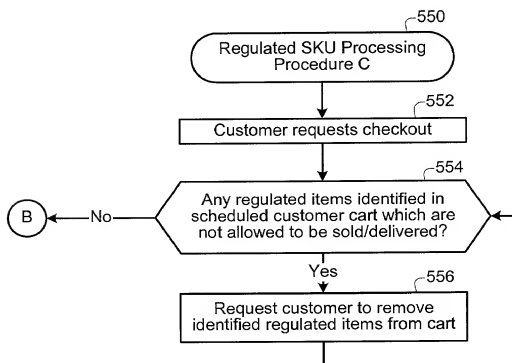 550
Regulated SKU Processing
Procedure C
552
Customer requests checkout
554
Any regulated items identified in
scheduled customer cart which are
not allowed to be sold/delivered?
B
No
Yes
556
Request customer to remove
identified regulated items from cart